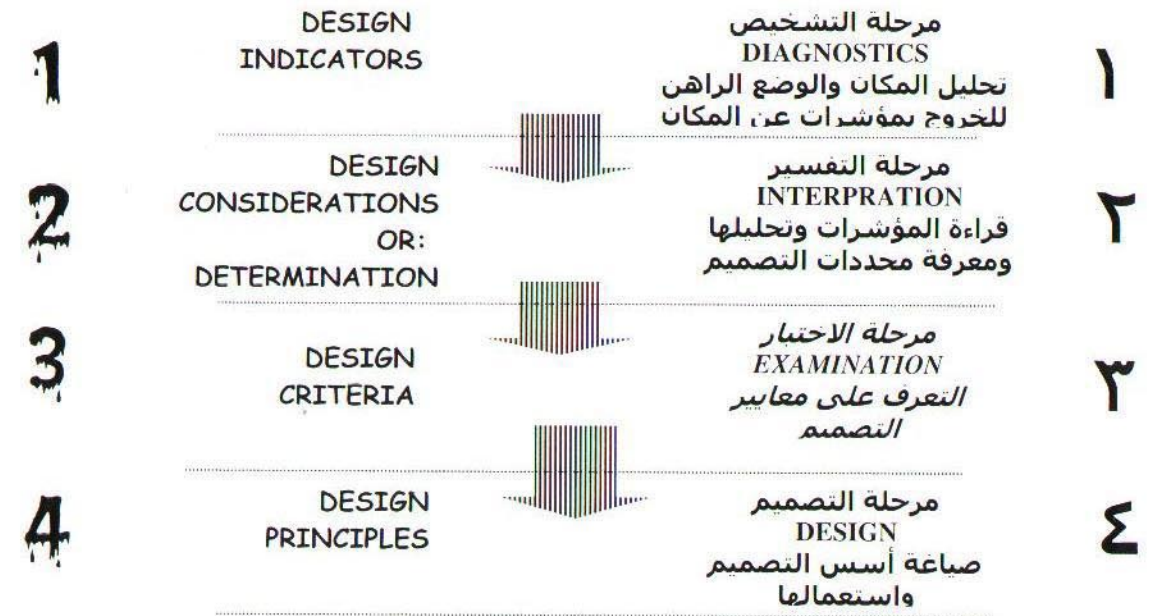 1
DESIGN
INDICATORS
مرحلة التشخيص
DIAGNOSTICS
تحليل المكان والوضع الراهن
للخروج بمؤشرات عن المكان
١
2
DESIGN
CONSIDERATIONS
OR:
DETERMINATION
مرحلة التفسير
INTERPRATION
قراءة المؤشرات وتحليلها
ومعرفة محددات التصميم
٢
3
DESIGN
CRITERIA
مرحلة الاختبار
EXAMINATION
التعرف على معايير
التصميم
٣
4
DESIGN
PRINCIPLES
مرحلة التصميم
DESIGN
صياغة أسس التصميم
واستعمالها
٤